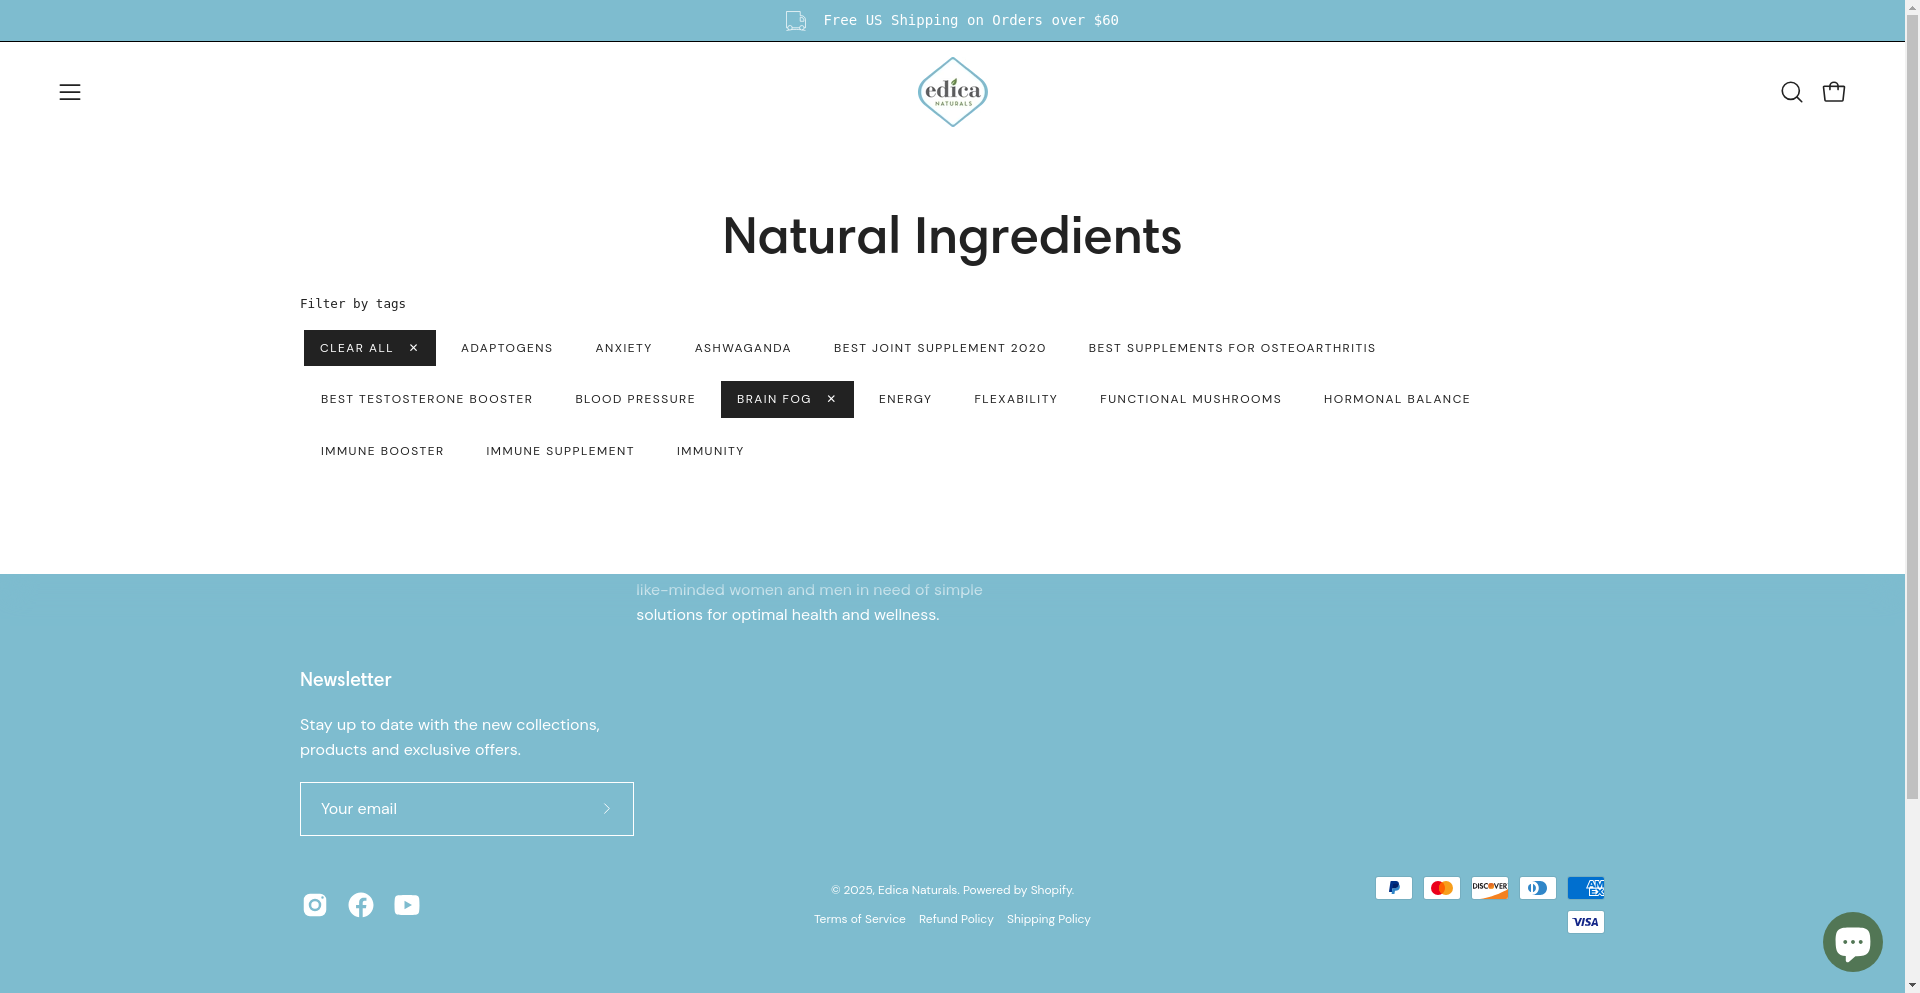 Free US Shipping on Orders over $60
edica
NATURALS
Natural Ingredients
Filter by tags
CLEAR ALL ✕ ADAPTOGENS ANXIETY ASHWAGANDA BEST JOINT SUPPLEMENT 2020 BEST SUPPLEMENTS FOR OSTEOARTHRITIS
BEST TESTOSTERONE BOOSTER BLOOD PRESSURE BRAIN FOG ✕ ENERGY FLEXABILITY FUNCTIONAL MUSHROOMS HORMONAL BALANCE
IMMUNE BOOSTER IMMUNE SUPPLEMENT IMMUNITY
like-minded women and men in need of simple
solutions for optimal health and wellness.
Newsletter
Stay up to date with the new collections,
products and exclusive offers.
Your email
© 2025, Edica Naturals. Powered by Shopify.
Terms of Service Refund Policy Shipping Policy
DISCOVER
AM
EX
VISA